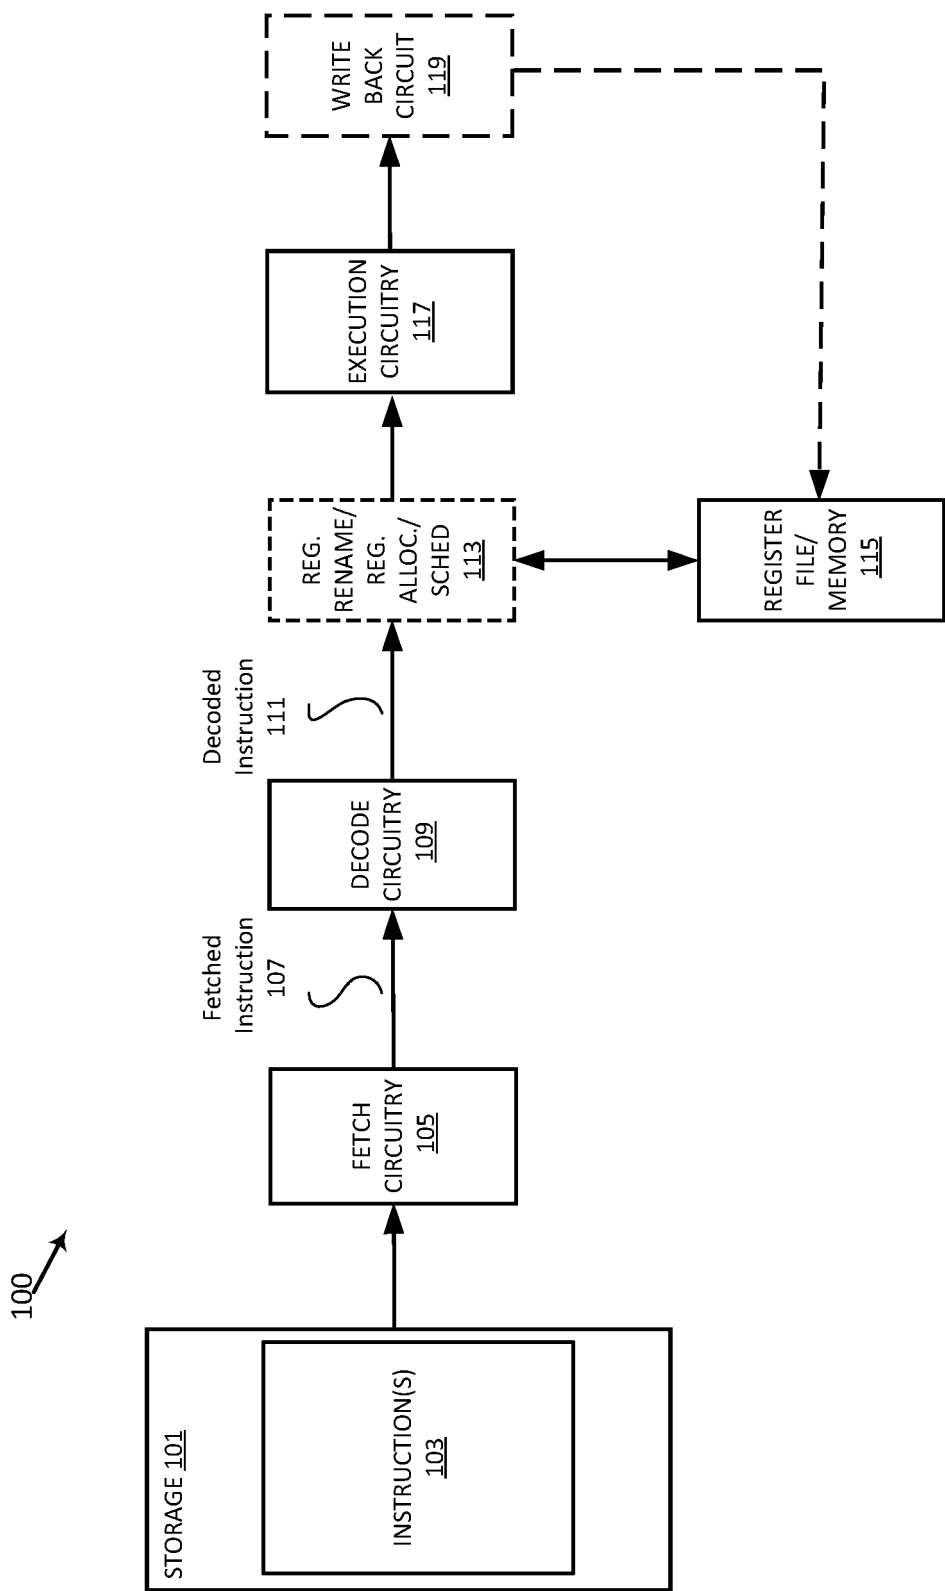 100
STORAGE 101
INSTRUCTION(S)
103
FETCH
CIRCUITRY
105
Fetched
Instruction
107
DECODE
CIRCUITRY
109
Decoded
Instruction
111
REG.
RENAME/
REG.
ALLOC./
SCHED
113
REGISTER
FILE/
MEMORY
115
EXECUTION
CIRCUITRY
117
WRITE
BACK
CIRCUIT
119